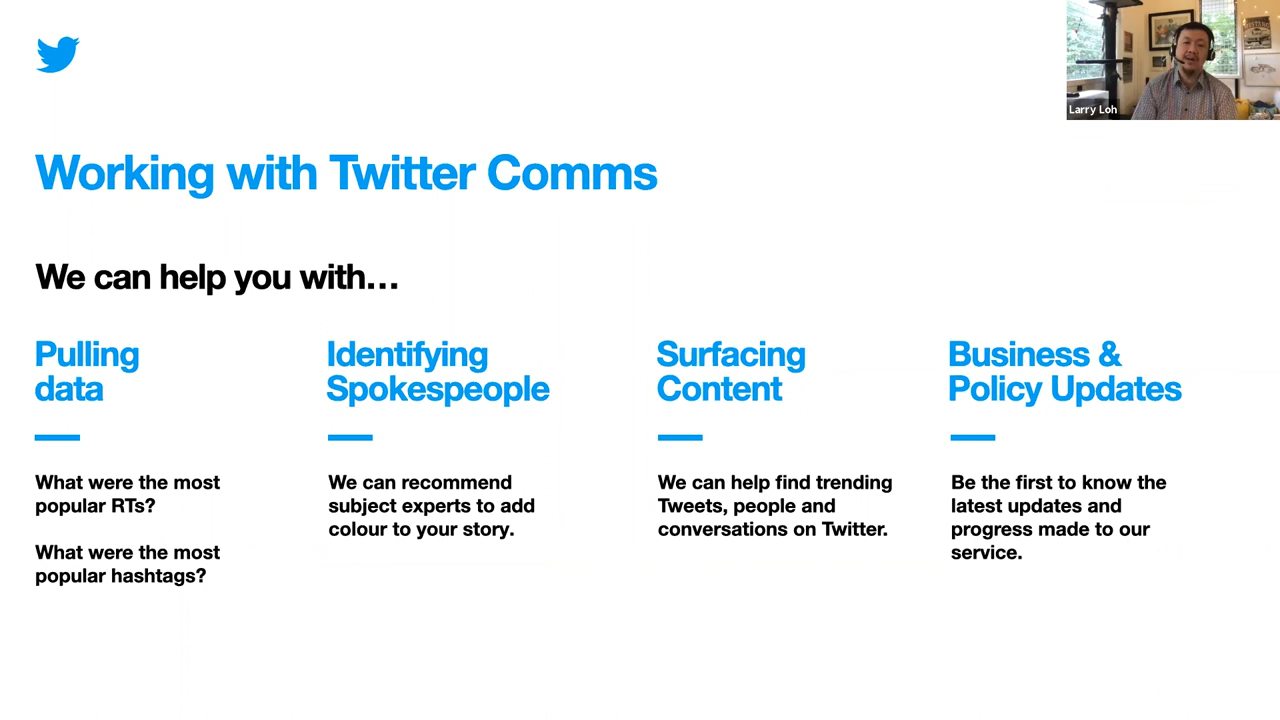 Larry Loh
Working with Twitter Comms
We can help you with…
Pulling
data
What were the most
popular RTs?
What were the most
popular hashtags?
Identifying
Spokespeople
We can recommend
subject experts to add
colour to your story.
Surfacing
Content
We can help find trending
Tweets, people and
conversations on Twitter.
Business &
Policy Updates
Be the first to know the
latest updates and
progress made to our
service.